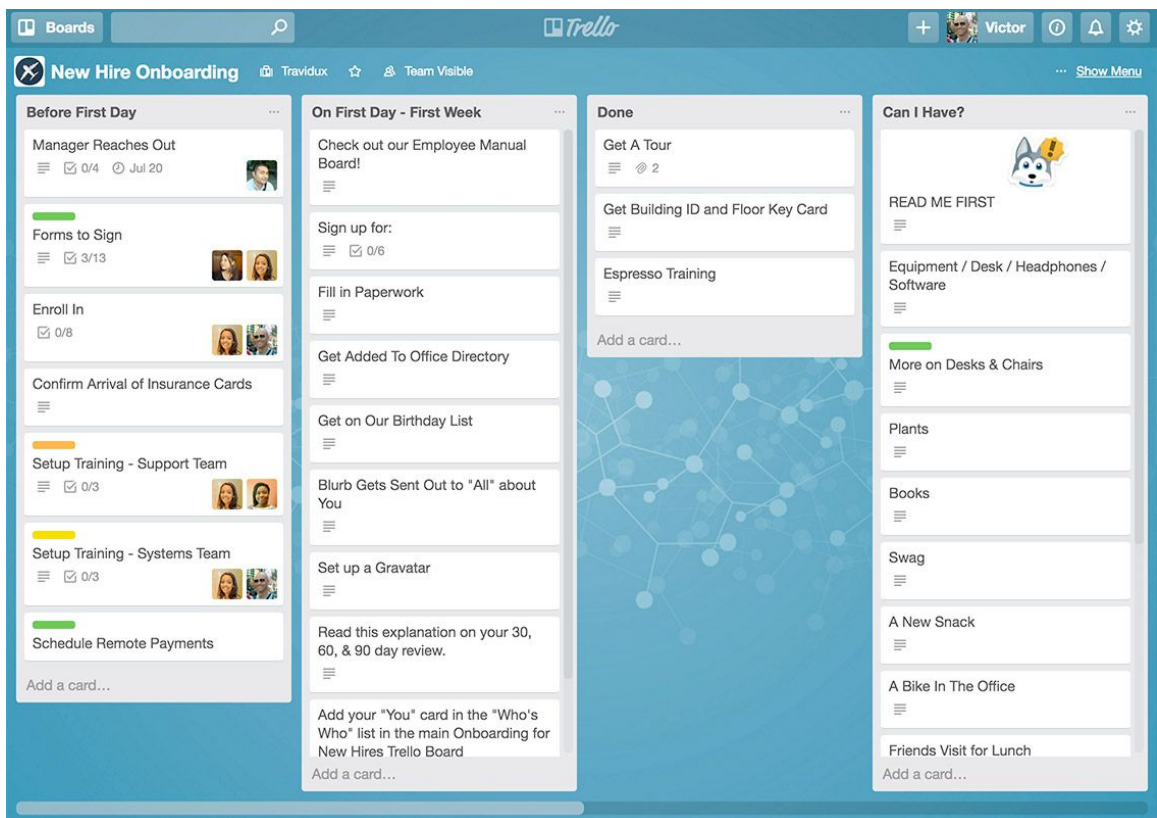 Boards
Trello
Victor
New Hire Onboarding
Travidux
Team Visible
... Show Menu
Before First Day
Manager Reaches Out
0/4
Jul 20
Forms to Sign
3/13
Enroll In
0/8
Confirm Arrival of Insurance Cards
Setup Training - Support Team
0/3
Setup Training - Systems Team
0/3
Schedule Remote Payments
Add a card...
On First Day - First Week
Check out our Employee Manual
Board!
Sign up for:
0/6
Fill in Paperwork
Get Added To Office Directory
Get on Our Birthday List
Blurb Gets Sent Out to "All" about
You
Set up a Gravatar
Read this explanation on your 30,
60, & 90 day review.
Add your "You" card in the "Who's
Who" list in the main Onboarding for
New Hires Trello Board
Add a card...
Done
Get A Tour
2
Get Building ID and Floor Key Card
Espresso Training
Add a card...
Can I Have?
READ ME FIRST
Equipment / Desk / Headphones /
Software
More on Desks & Chairs
Plants
Books
Swag
A New Snack
A Bike In The Office
Friends Visit for Lunch
Add a card...